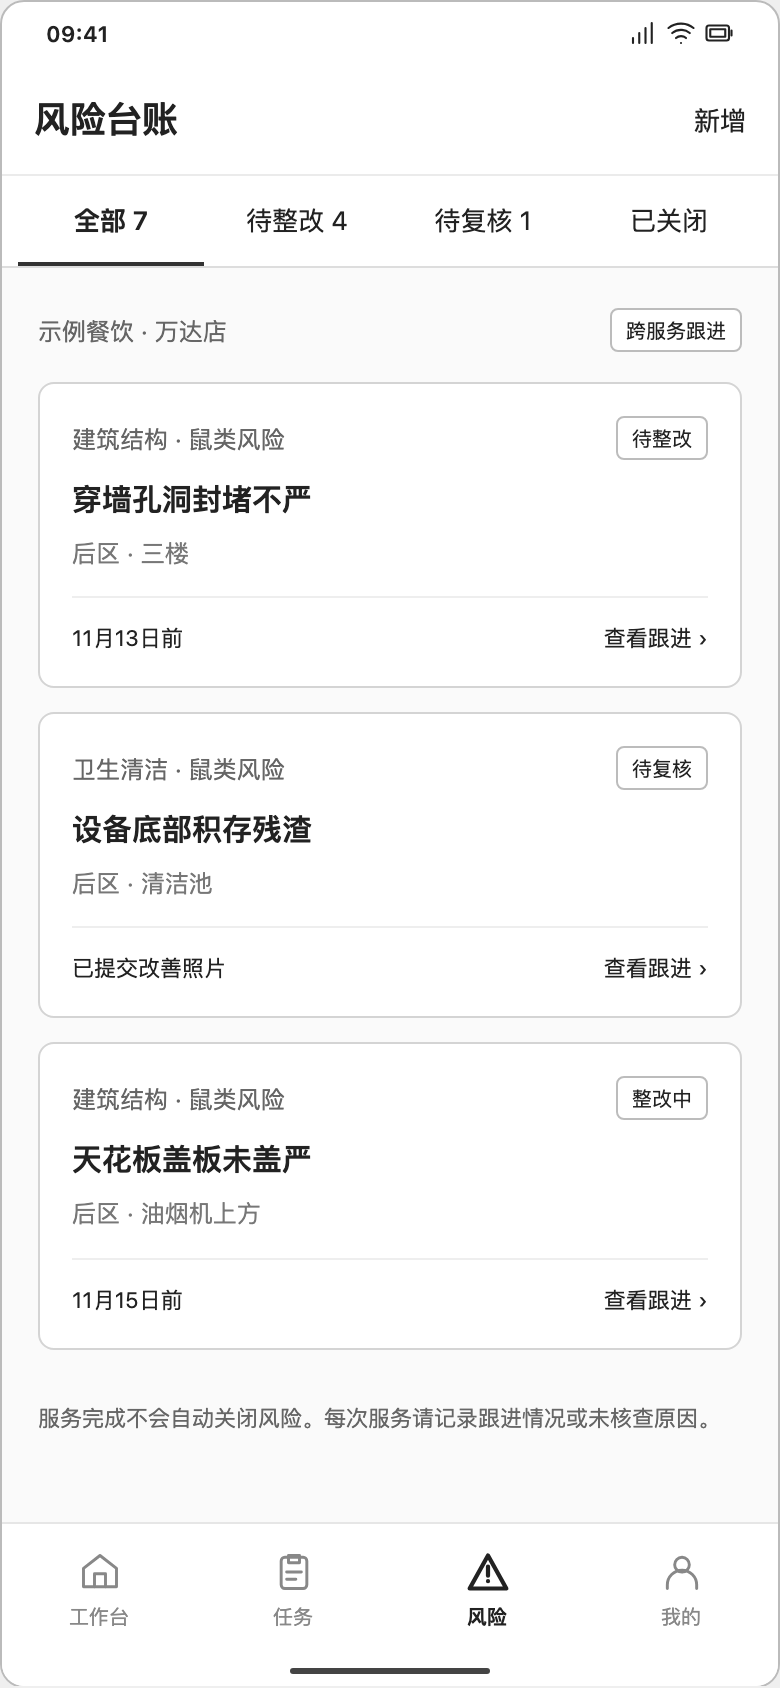 09:41
风险台账
新增
全部 7
待整改 4
待复核 1
已关闭
示例餐饮 · 万达店
跨服务跟进
建筑结构 · 鼠类风险
待整改
穿墙孔洞封堵不严
后区 · 三楼
11月13日前
查看跟进 ›
卫生清洁 · 鼠类风险
待复核
设备底部积存残渣
后区 · 清洁池
已提交改善照片
查看跟进 ›
建筑结构 · 鼠类风险
整改中
天花板盖板未盖严
后区 · 油烟机上方
11月15日前
查看跟进 ›
服务完成不会自动关闭风险。每次服务请记录跟进情况或未核查原因。
工作台
任务
风险
我的